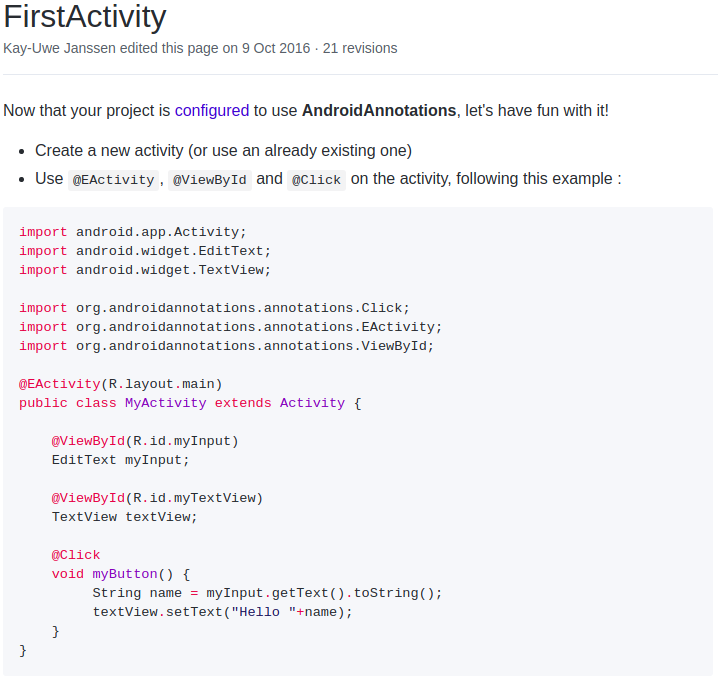 FirstActivity
Kay-Uwe Janssen edited this page on 9 Oct 2016 · 21 revisions
Now that your project is configured to use AndroidAnnotations, let's have fun with it!
• Create a new activity (or use an already existing one)
• Use @EActivity, @ViewById and @Click on the activity, following this example :
import android.app.Activity;
import android.widget.EditText;
import android.widget.TextView;
import org.androidannotations.annotations.Click;
import org.androidannotations.annotations.EActivity;
import org.androidannotations.annotations.ViewById;
@EActivity(R.layout.main)
public class MyActivity extends Activity {
    @ViewById(R.id.myInput)
    EditText myInput;
    @ViewById(R.id.myTextView)
    TextView textView;
    @Click
    void myButton() {
         String name = myInput.getText().toString();
         textView.setText("Hello "+name);
    }
}